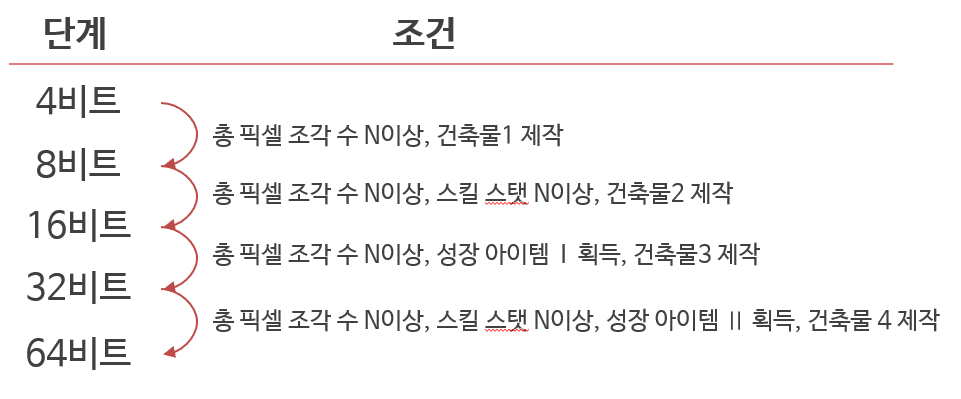 단계 조건
4비트
총 픽셀 조각 수 N이상, 건축물1 제작
8비트
총 픽셀 조각 수 N이상, 스킬 스탯 N이상, 건축물2 제작
16비트
총 픽셀 조각 수 N이상, 성장 아이템 Ⅰ 획득, 건축물3 제작
32비트
총 픽셀 조각 수 N이상, 스킬 스탯 N이상, 성장 아이템 Ⅱ 획득, 건축물 4 제작
64비트